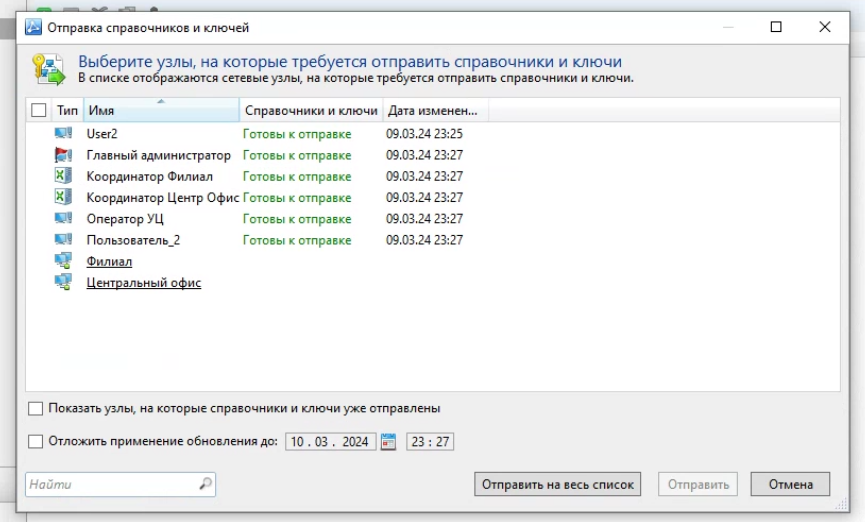 Отправка справочников и ключей
Выберите узлы, на которые требуется отправить справочники и ключи
В списке отображаются сетевые узлы, на которые требуется отправить справочники и ключи.
Тип Имя Справочники и ключи Дата изменен...
User2 Готовы к отправке 09.03.24 23:25
Главный администратор Готовы к отправке 09.03.24 23:27
Координатор Филиал Готовы к отправке 09.03.24 23:27
Координатор Центр Офис Готовы к отправке 09.03.24 23:27
Оператор УЦ Готовы к отправке 09.03.24 23:27
Пользователь_2 Готовы к отправке 09.03.24 23:27
Филиал
Центральный офис
Показать узлы, на которые справочники и ключи уже отправлены
Отложить применение обновления до: 10 . 03 . 2024 23 : 27
Найти Отправить на весь список Отправить Отмена